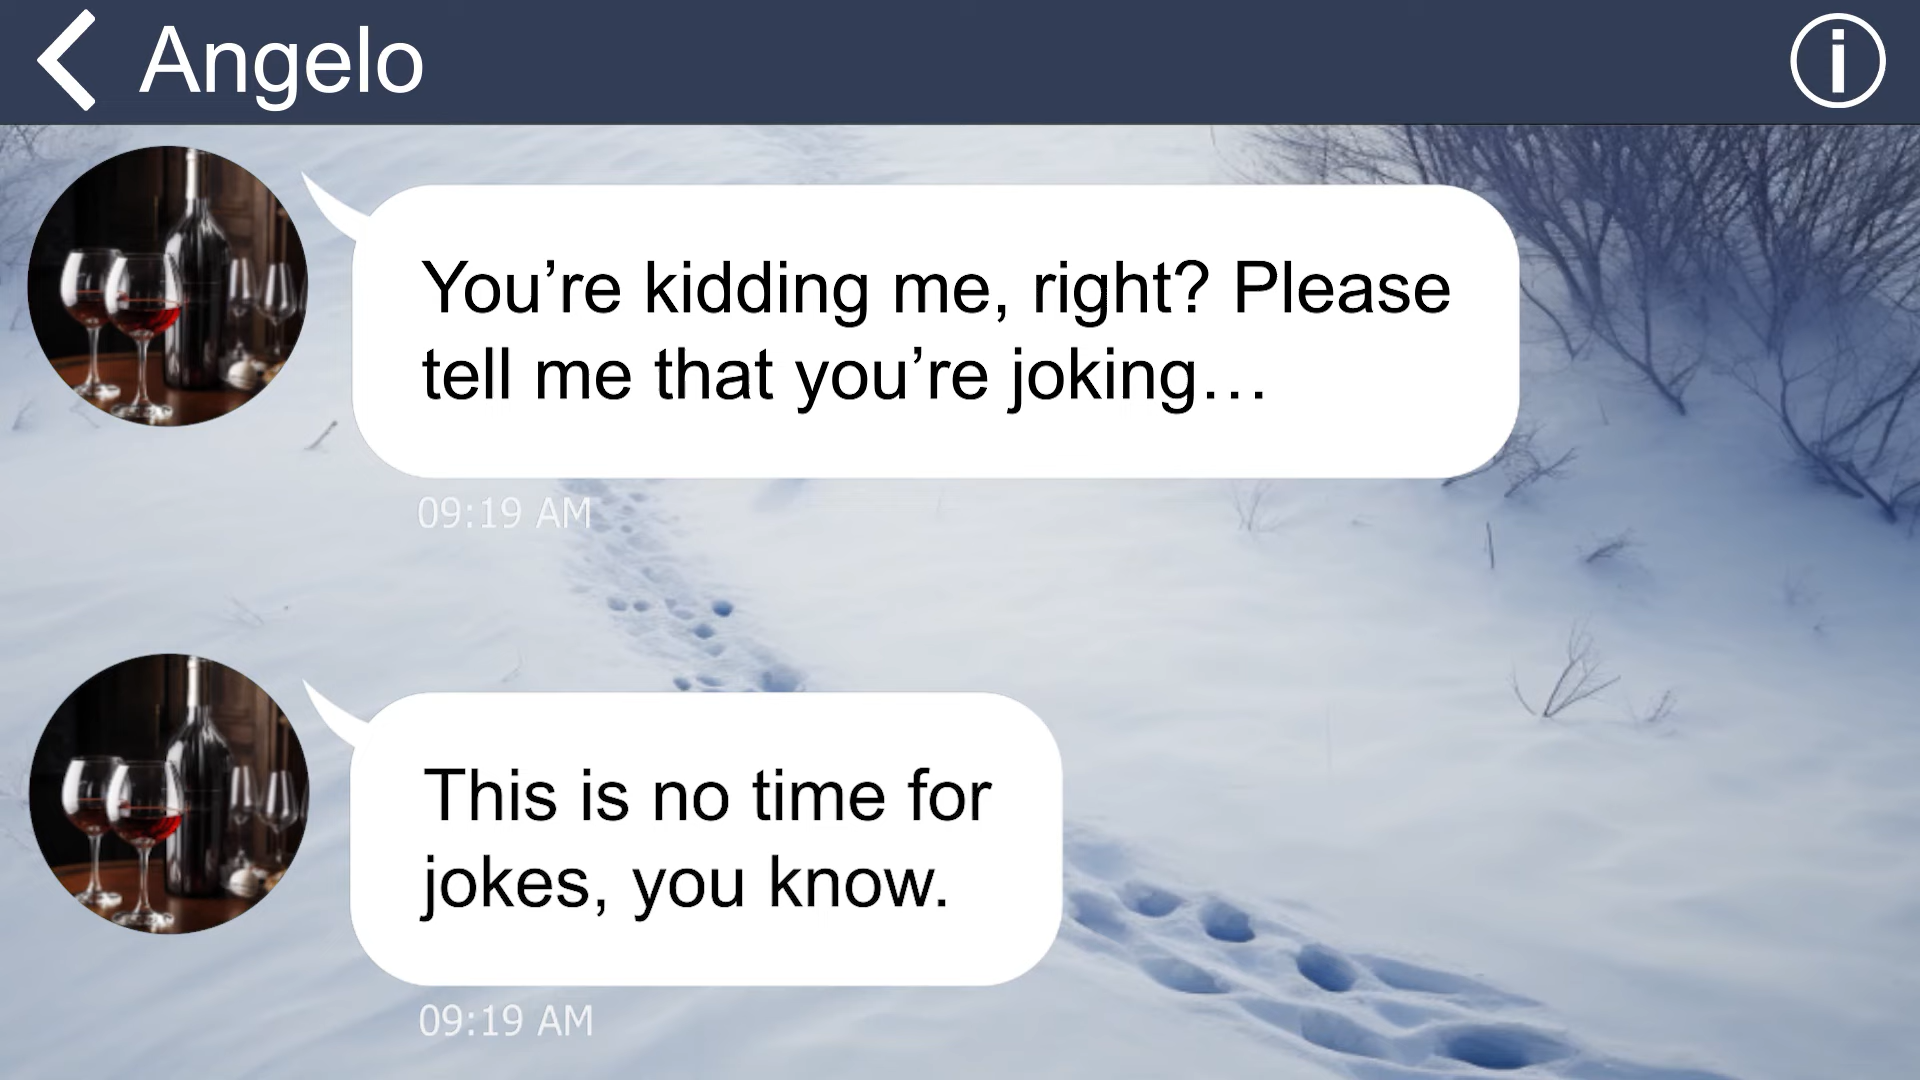 Angelo
You’re kidding me, right? Please
tell me that you’re joking…
09:19 AM
This is no time for
jokes, you know.
09:19 AM